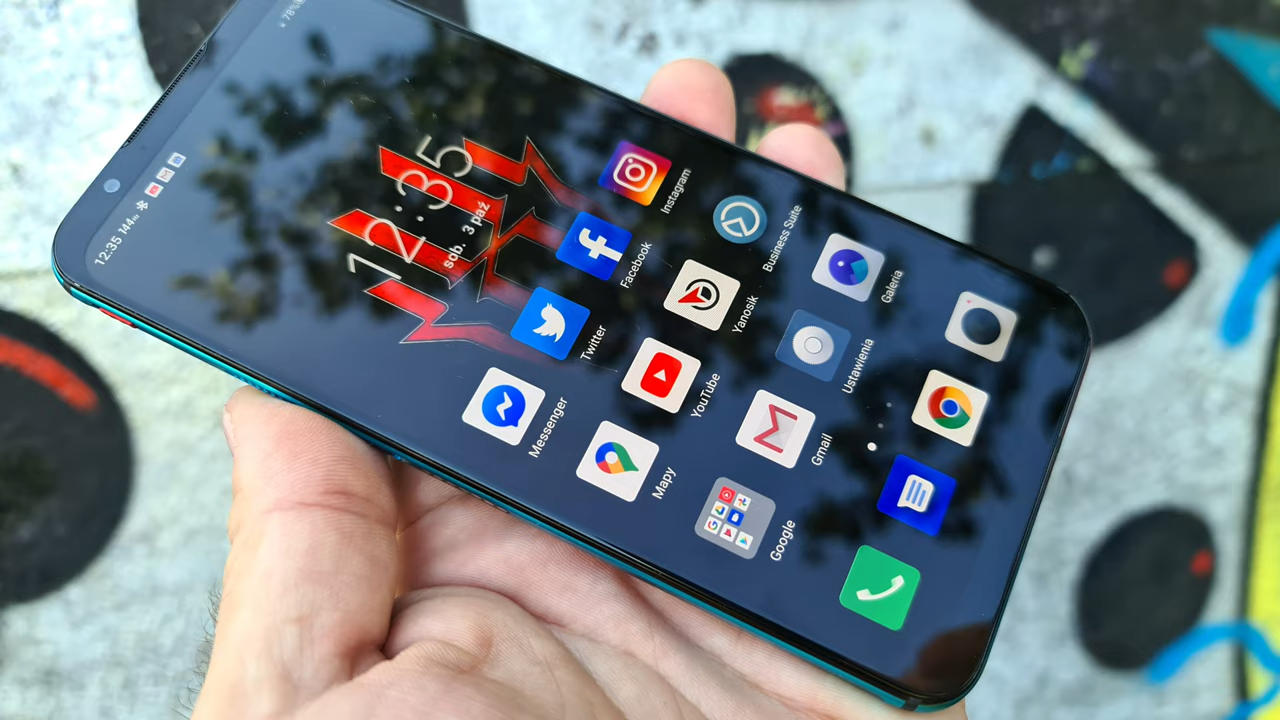 12:35 144
78%
12:35
sob. 3 paź
Messenger
Twitter
Facebook
Instagram
Mapy
YouTube
Yanosik
Business Suite
Google
Gmail
Ustawienia
Galeria